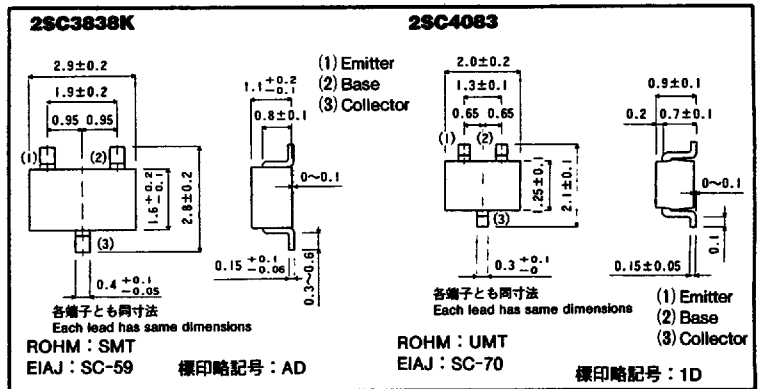 2SC3838K
2.9±0.2
1.9±0.2
0.95 0.95
(1) (2)
1.6 +0.2 -0.1
2.8±0.2
(3)
0.4 +0.1 -0.05
各端子とも同寸法
Each lead has same dimensions
ROHM : SMT
EIAJ : SC-59
標印略記号 : AD
1.1 +0.2 -0.1
0.8±0.1
0~0.1
0.15 +0.1 -0.06
0.3~0.6
(1) Emitter
(2) Base
(3) Collector
2SC4083
2.0±0.2
1.3±0.1
0.65 0.65
(1) (2)
1.25±0.1
2.1±0.1
(3)
0.3 +0.1 -0
各端子とも同寸法
Each lead has same dimensions
ROHM : UMT
EIAJ : SC-70
標印略記号 : 1D
0.9±0.1
0.2 0.7±0.1
0~0.1
0.1
0.15±0.05
(1) Emitter
(2) Base
(3) Collector